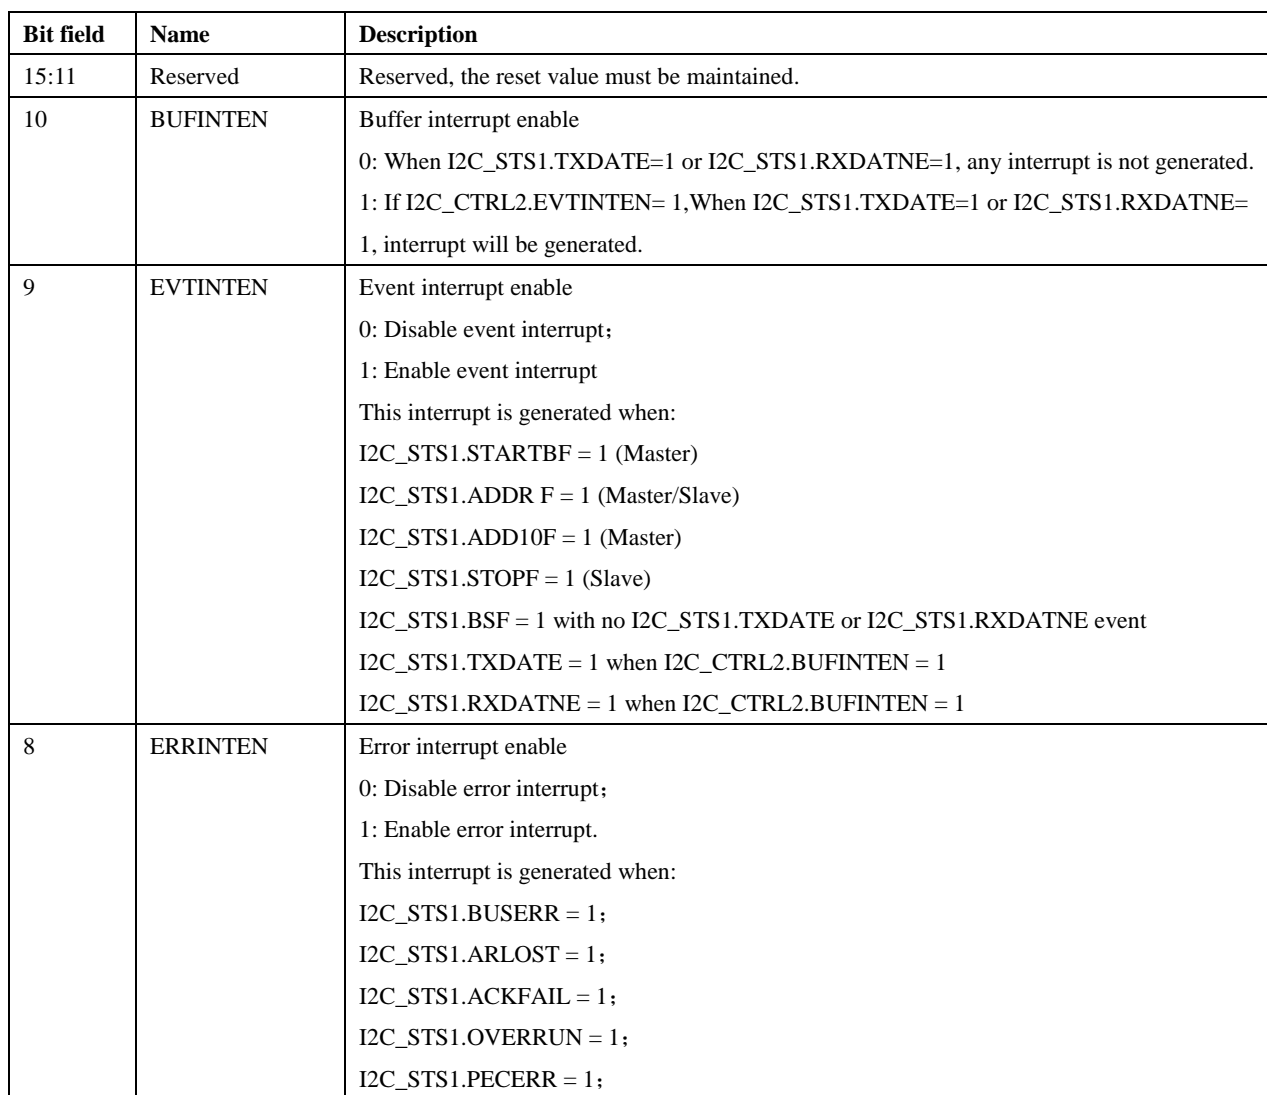 Bit field Name Description
15:11 Reserved Reserved, the reset value must be maintained.
10 BUFINTEN Buffer interrupt enable
0: When I2C_STS1.TXDATE=1 or I2C_STS1.RXDATNE=1, any interrupt is not generated.
1: If I2C_CTRL2.EVTINTEN= 1,When I2C_STS1.TXDATE=1 or I2C_STS1.RXDATNE=
1, interrupt will be generated.
9 EVTINTEN Event interrupt enable
0: Disable event interrupt；
1: Enable event interrupt
This interrupt is generated when:
I2C_STS1.STARTBF = 1 (Master)
I2C_STS1.ADDR F = 1 (Master/Slave)
I2C_STS1.ADD10F = 1 (Master)
I2C_STS1.STOPF = 1 (Slave)
I2C_STS1.BSF = 1 with no I2C_STS1.TXDATE or I2C_STS1.RXDATNE event
I2C_STS1.TXDATE = 1 when I2C_CTRL2.BUFINTEN = 1
I2C_STS1.RXDATNE = 1 when I2C_CTRL2.BUFINTEN = 1
8 ERRINTEN Error interrupt enable
0: Disable error interrupt；
1: Enable error interrupt.
This interrupt is generated when:
I2C_STS1.BUSERR = 1；
I2C_STS1.ARLOST = 1；
I2C_STS1.ACKFAIL = 1；
I2C_STS1.OVERRUN = 1；
I2C_STS1.PECERR = 1；